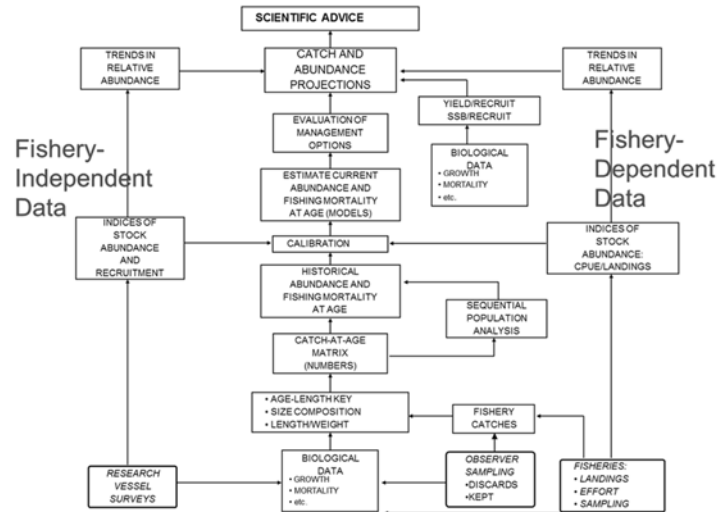 SCIENTIFIC ADVICE
TRENDS IN
RELATIVE
ABUNDANCE
CATCH AND
ABUNDANCE
PROJECTIONS
TRENDS IN
RELATIVE
ABUNDANCE
YIELD/RECRUIT
SSB/RECRUIT
EVALUATION OF
MANAGEMENT
OPTIONS
Fishery-
Independent
Data
BIOLOGICAL
DATA
• GROWTH
• MORTALITY
• etc.
Fishery-
Dependent
Data
ESTIMATE CURRENT
ABUNDANCE AND
FISHING MORTALITY
AT AGE (MODELS)
INDICES OF
STOCK
ABUNDANCE
AND
RECRUITMENT
CALIBRATION
INDICES OF
STOCK
ABUNDANCE:
CPUE/LANDINGS
HISTORICAL
ABUNDANCE AND
FISHING MORTALITY
AT AGE
SEQUENTIAL
POPULATION
ANALYSIS
CATCH-AT-AGE
MATRIX
(NUMBERS)
• AGE-LENGTH KEY
• SIZE COMPOSITION
• LENGTH/WEIGHT
FISHERY
CATCHES
RESEARCH
VESSEL
SURVEYS
BIOLOGICAL
DATA
• GROWTH
• MORTALITY
• etc.
OBSERVER
SAMPLING
•DISCARDS
•KEPT
FISHERIES:
• LANDINGS
• EFFORT
• SAMPLING